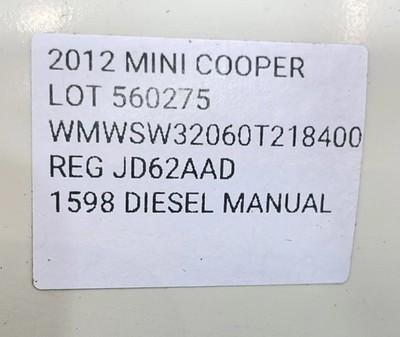 2012 MINI COOPER
LOT 560275
WMWSW32060T218400
REG JD62AAD
1598 DIESEL MANUAL